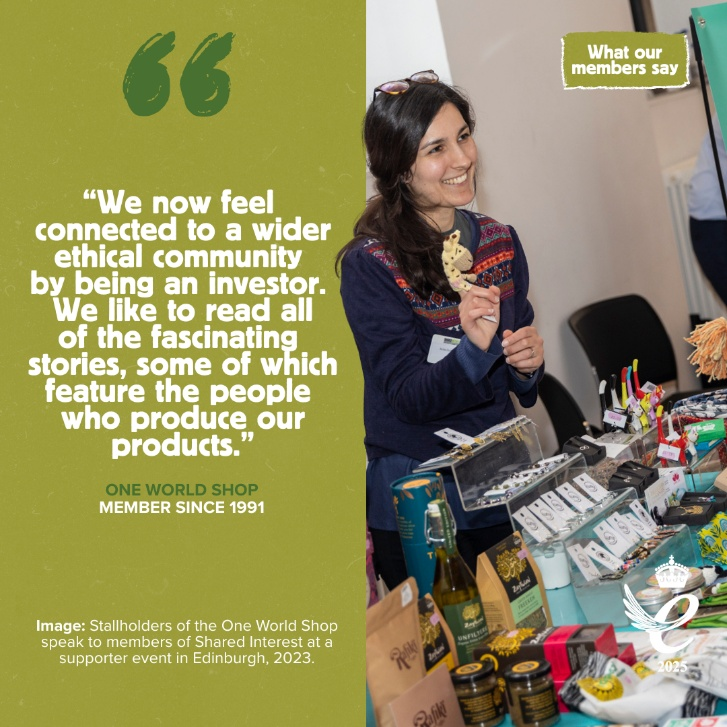 What our
members say
“We now feel
connected to a wider
ethical community
by being an investor.
We like to read all
of the fascinating
stories, some of which
feature the people
who produce our
products.”
ONE WORLD SHOP
MEMBER SINCE 1991
Image: Stallholders of the One World Shop
speak to members of Shared Interest at a
supporter event in Edinburgh, 2023.
Zaytoun
UNFILTERED
e
2025